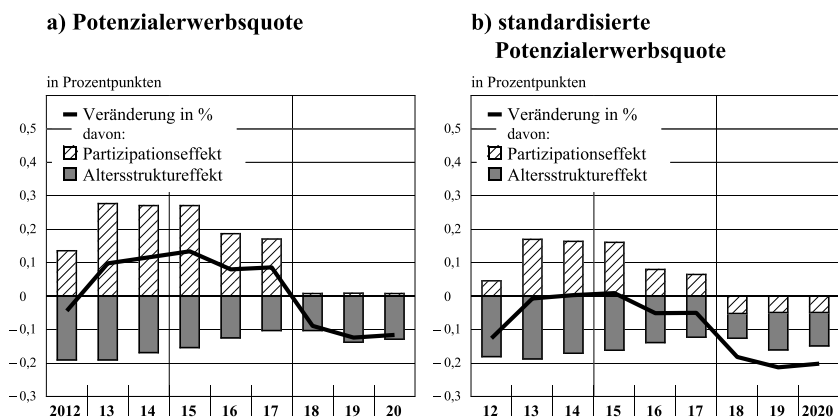 a) Potenzialerwerbsquote
in Prozentpunkten
Veränderung in %
davon:
Partizipationseffekt
Altersstruktureffekt
0,5
0,4
0,3
0,2
0,1
0
−0,1
−0,2
−0,3
2012 13 14 15 16 17 18 19 20
b) standardisierte
Potenzialerwerbsquote
in Prozentpunkten
Veränderung in %
davon:
Partizipationseffekt
Altersstruktureffekt
0,5
0,4
0,3
0,2
0,1
0
−0,1
−0,2
−0,3
12 13 14 15 16 17 18 19 2020